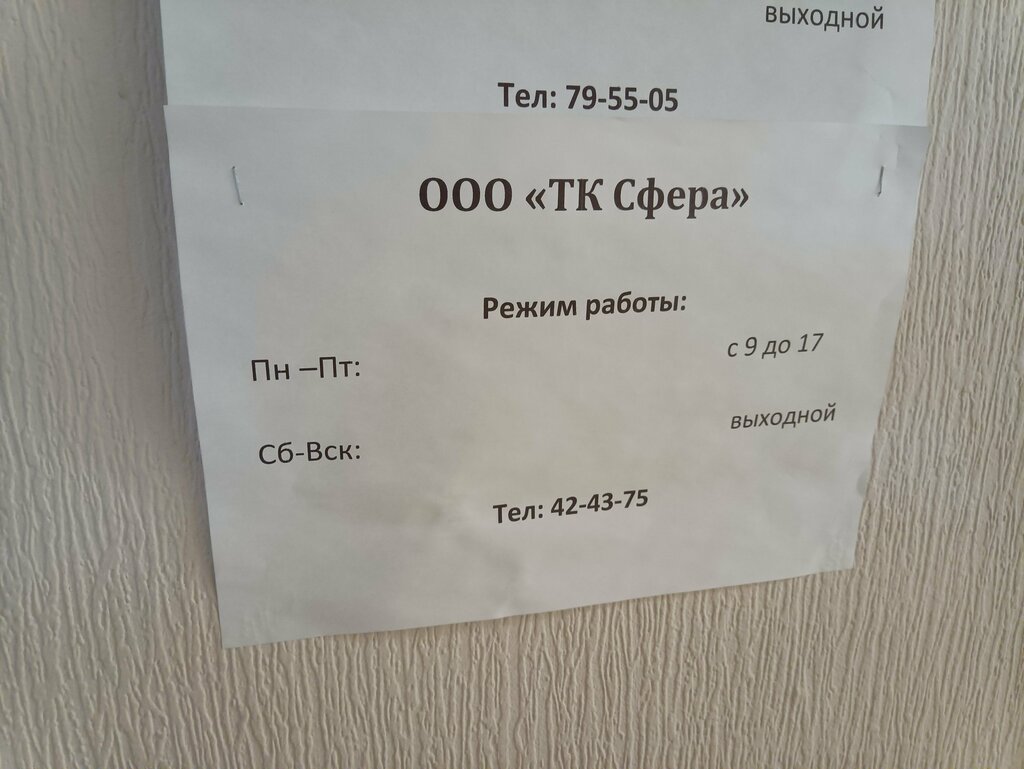 выходной
Тел: 79-55-05
ООО «ТК Сфера»
Режим работы:
Пн –Пт: с 9 до 17
Сб-Вск: выходной
Тел: 42-43-75